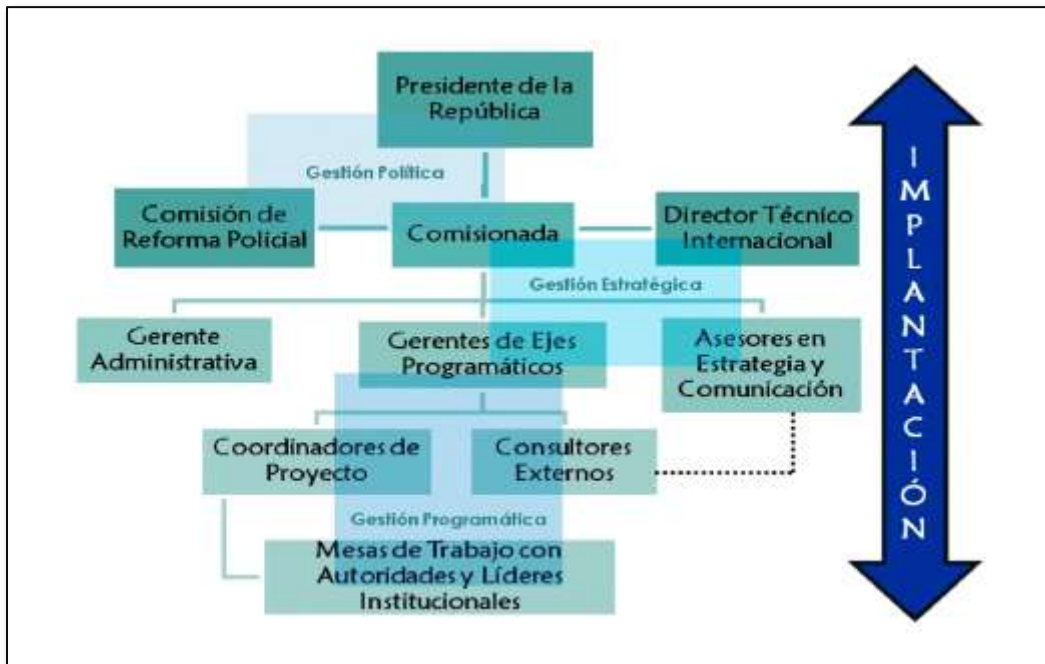 Presidente de la
República
Gestión Política
Comisión de
Reforma Policial
Comisionada
Director Técnico
Internacional
Gestión Estratégica
Gerente
Administrativa
Gerentes de Ejes
Programáticos
Asesores en
Estrategia y
Comunicación
Coordinadores de
Proyecto
Consultores
Externos
Gestión Programática
Mesas de Trabajo con
Autoridades y Líderes
Institucionales
IMPLANTACIÓN